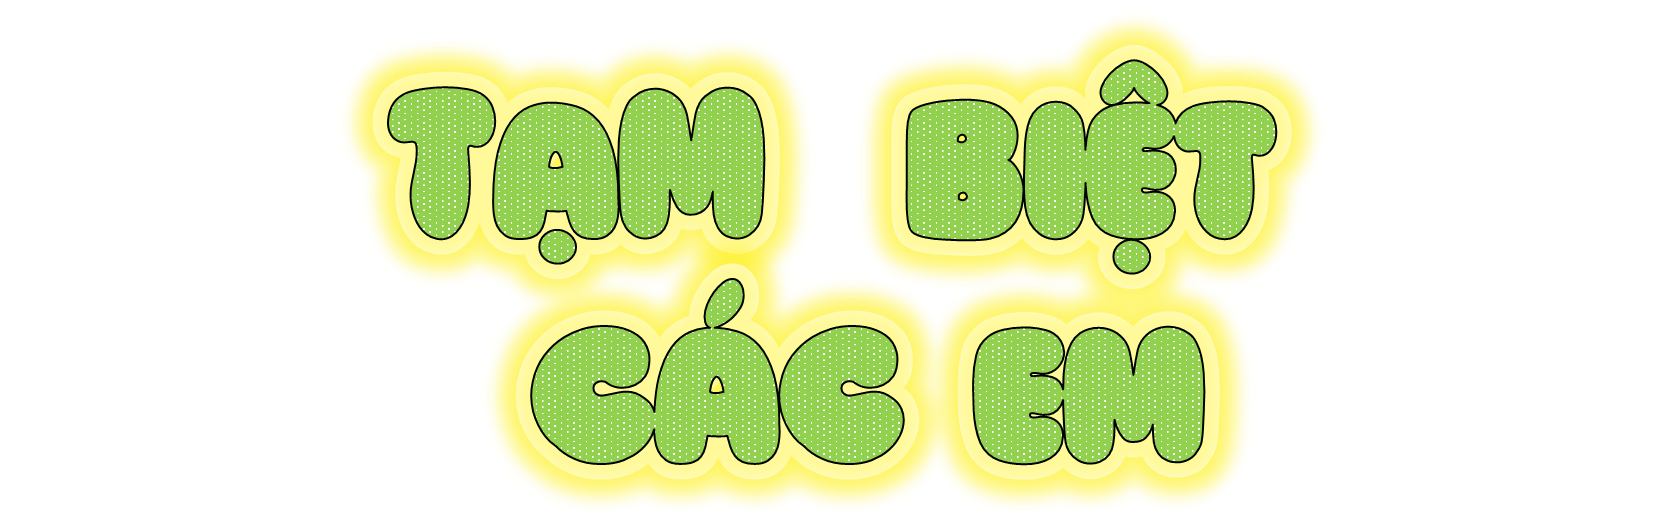 TẠM BIỆT
CÁC EM